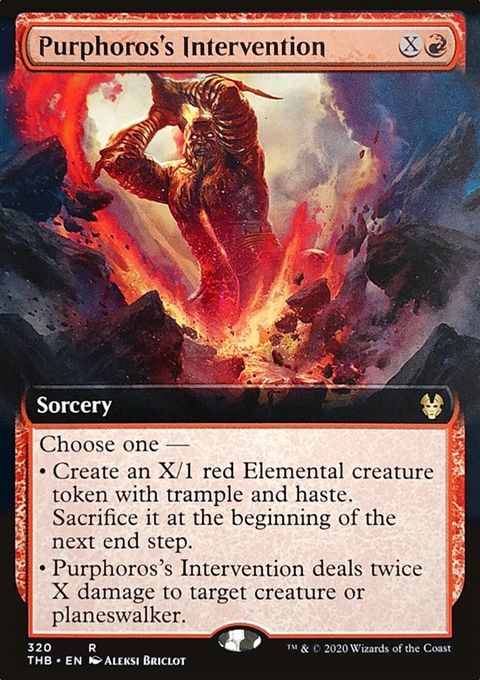 Purphoros's Intervention X
Sorcery
Choose one —
• Create an X/1 red Elemental creature
token with trample and haste.
Sacrifice it at the beginning of the
next end step.
• Purphoros's Intervention deals twice
X damage to target creature or
planeswalker.
320 R
THB • EN ALEKSI BRICLOT
™ & © 2020 Wizards of the Coast